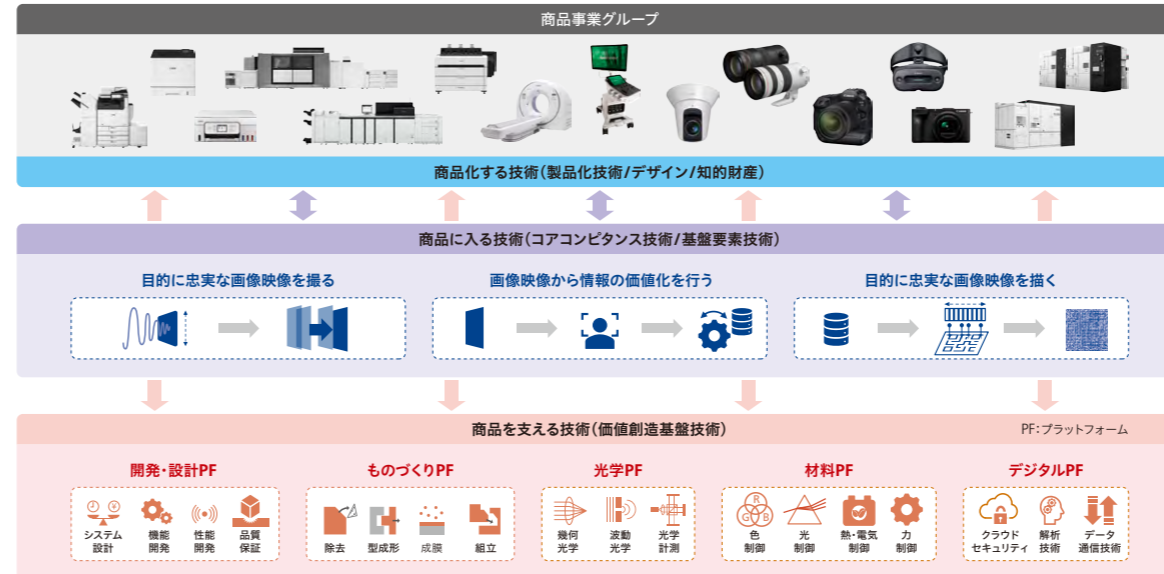 商品事業グループ
商品化する技術(製品化技術/デザイン/知的財産)
商品に入る技術(コアコンピタンス技術/基盤要素技術)
目的に忠実な画像映像を撮る
画像映像から情報の価値化を行う
目的に忠実な画像映像を描く
商品を支える技術(価値創造基盤技術)
PF:プラットフォーム
開発・設計PF
ものづくりPF
光学PF
材料PF
デジタルPF
システム
設計
機能
開発
性能
開発
品質
保証
除去
型成形
成膜
組立
幾何
光学
波動
光学
光学
計測
R
G
B
色
制御
光
制御
熱・電気
制御
力
制御
クラウド
セキュリティ
解析
技術
データ
通信技術